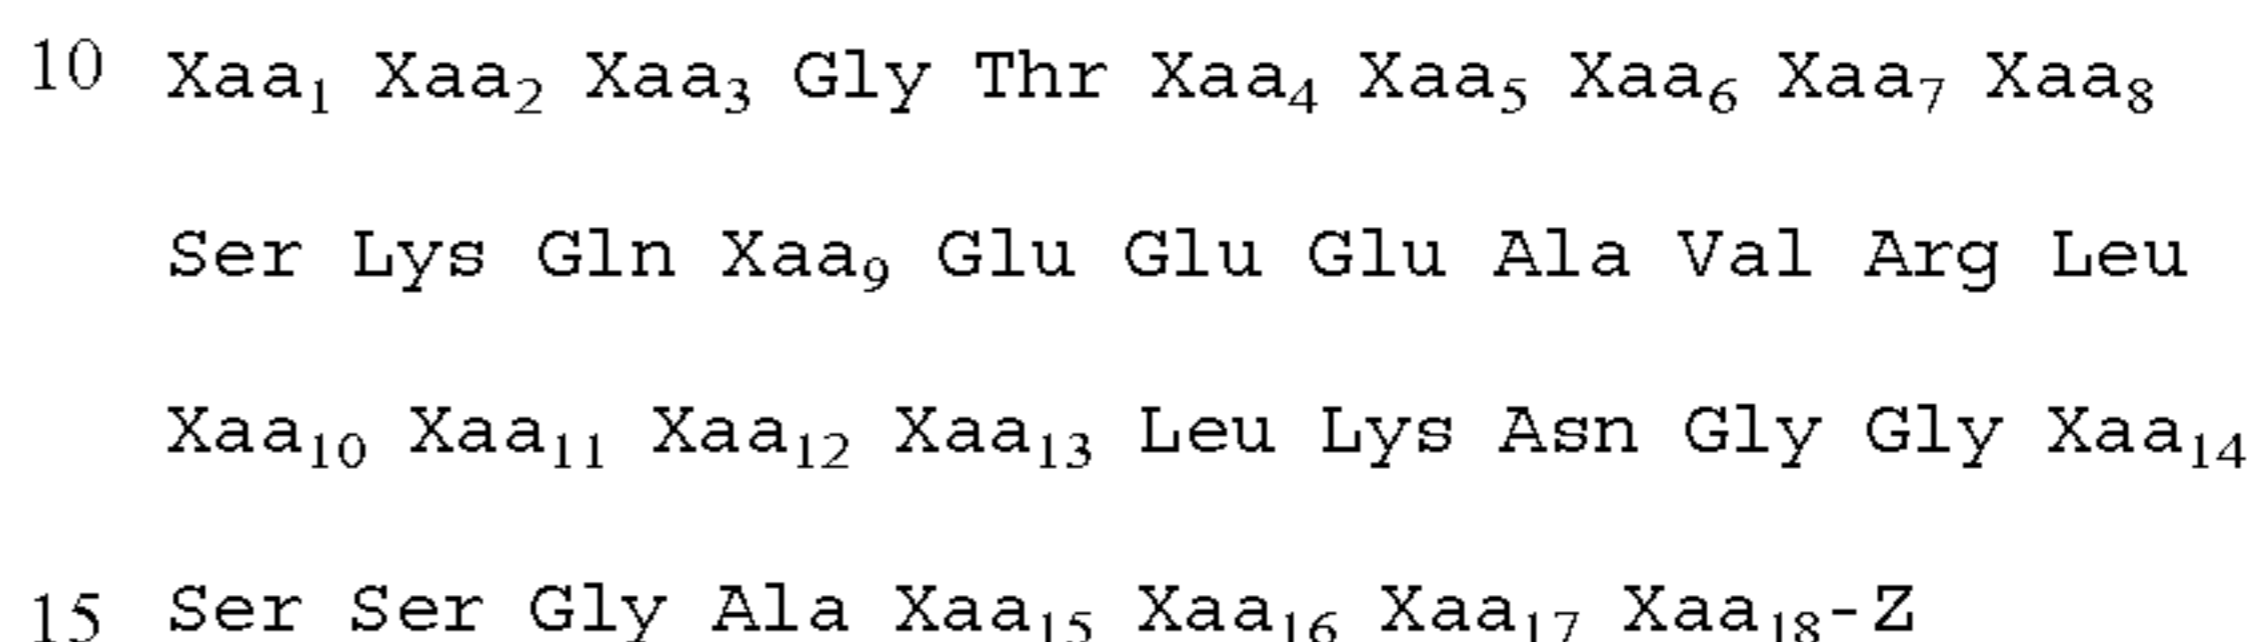 10 Xaa₁ Xaa₂ Xaa₃ Gly Thr Xaa₄ Xaa₅ Xaa₆ Xaa₇ Xaa₈
Ser Lys Gln Xaa₉ Glu Glu Glu Ala Val Arg Leu
Xaa₁₀ Xaa₁₁ Xaa₁₂ Xaa₁₃ Leu Lys Asn Gly Gly Xaa₁₄
15 Ser Ser Gly Ala Xaa₁₅ Xaa₁₆ Xaa₁₇ Xaa₁₈-Z